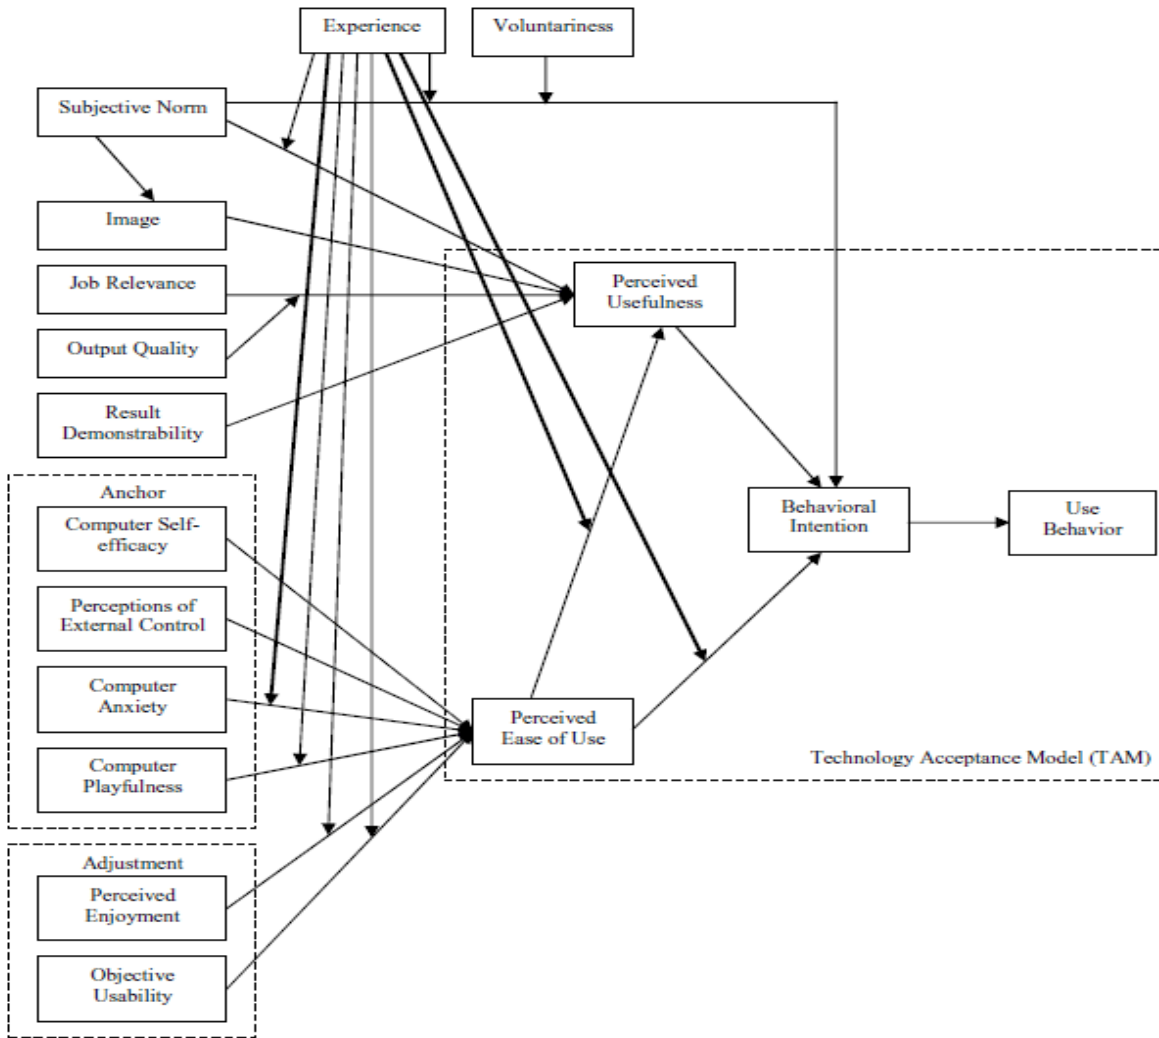 Experience
Voluntariness
Subjective Norm
Image
Job Relevance
Perceived
Usefulness
Output Quality
Result
Demonstrability
Anchor
Computer Self-
efficacy
Behavioral
Intention
Use
Behavior
Perceptions of
External Control
Computer
Anxiety
Perceived
Ease of Use
Computer
Playfulness
Technology Acceptance Model (TAM)
Adjustment
Perceived
Enjoyment
Objective
Usability